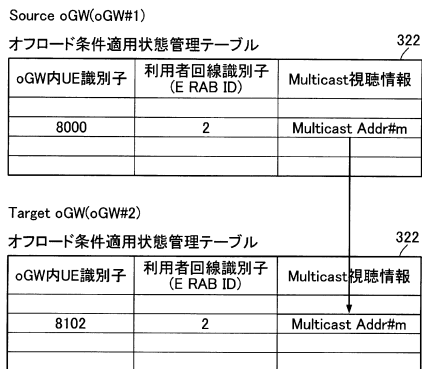 Source oGW(oGW#1)
オフロード条件適用状態管理テーブル 322
oGW内UE識別子 利用者回線識別子 Multicast視聴情報
(E RAB ID)
8000 2 Multicast Addr#m
Target oGW(oGW#2)
オフロード条件適用状態管理テーブル 322
oGW内UE識別子 利用者回線識別子 Multicast視聴情報
(E RAB ID)
8102 2 Multicast Addr#m